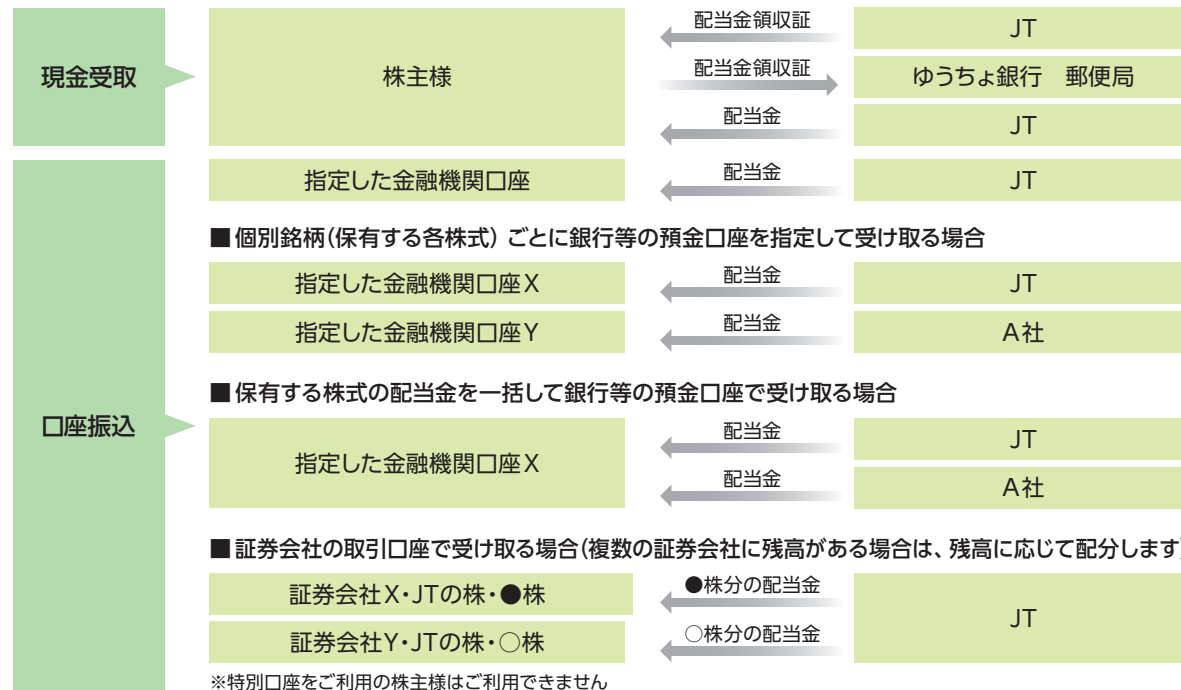 現金受取
株主様
配当金領収証
JT
配当金領収証
ゆうちょ銀行　郵便局
配当金
JT
口座振込
指定した金融機関口座
配当金
JT
■個別銘柄(保有する各株式)ごとに銀行等の預金口座を指定して受け取る場合
指定した金融機関口座X
配当金
JT
指定した金融機関口座Y
配当金
A社
■保有する株式の配当金を一括して銀行等の預金口座で受け取る場合
指定した金融機関口座X
配当金
JT
配当金
A社
■証券会社の取引口座で受け取る場合(複数の証券会社に残高がある場合は、残高に応じて配分します)
証券会社X・JTの株・●株
●株分の配当金
JT
証券会社Y・JTの株・○株
○株分の配当金
※特別口座をご利用の株主様はご利用できません